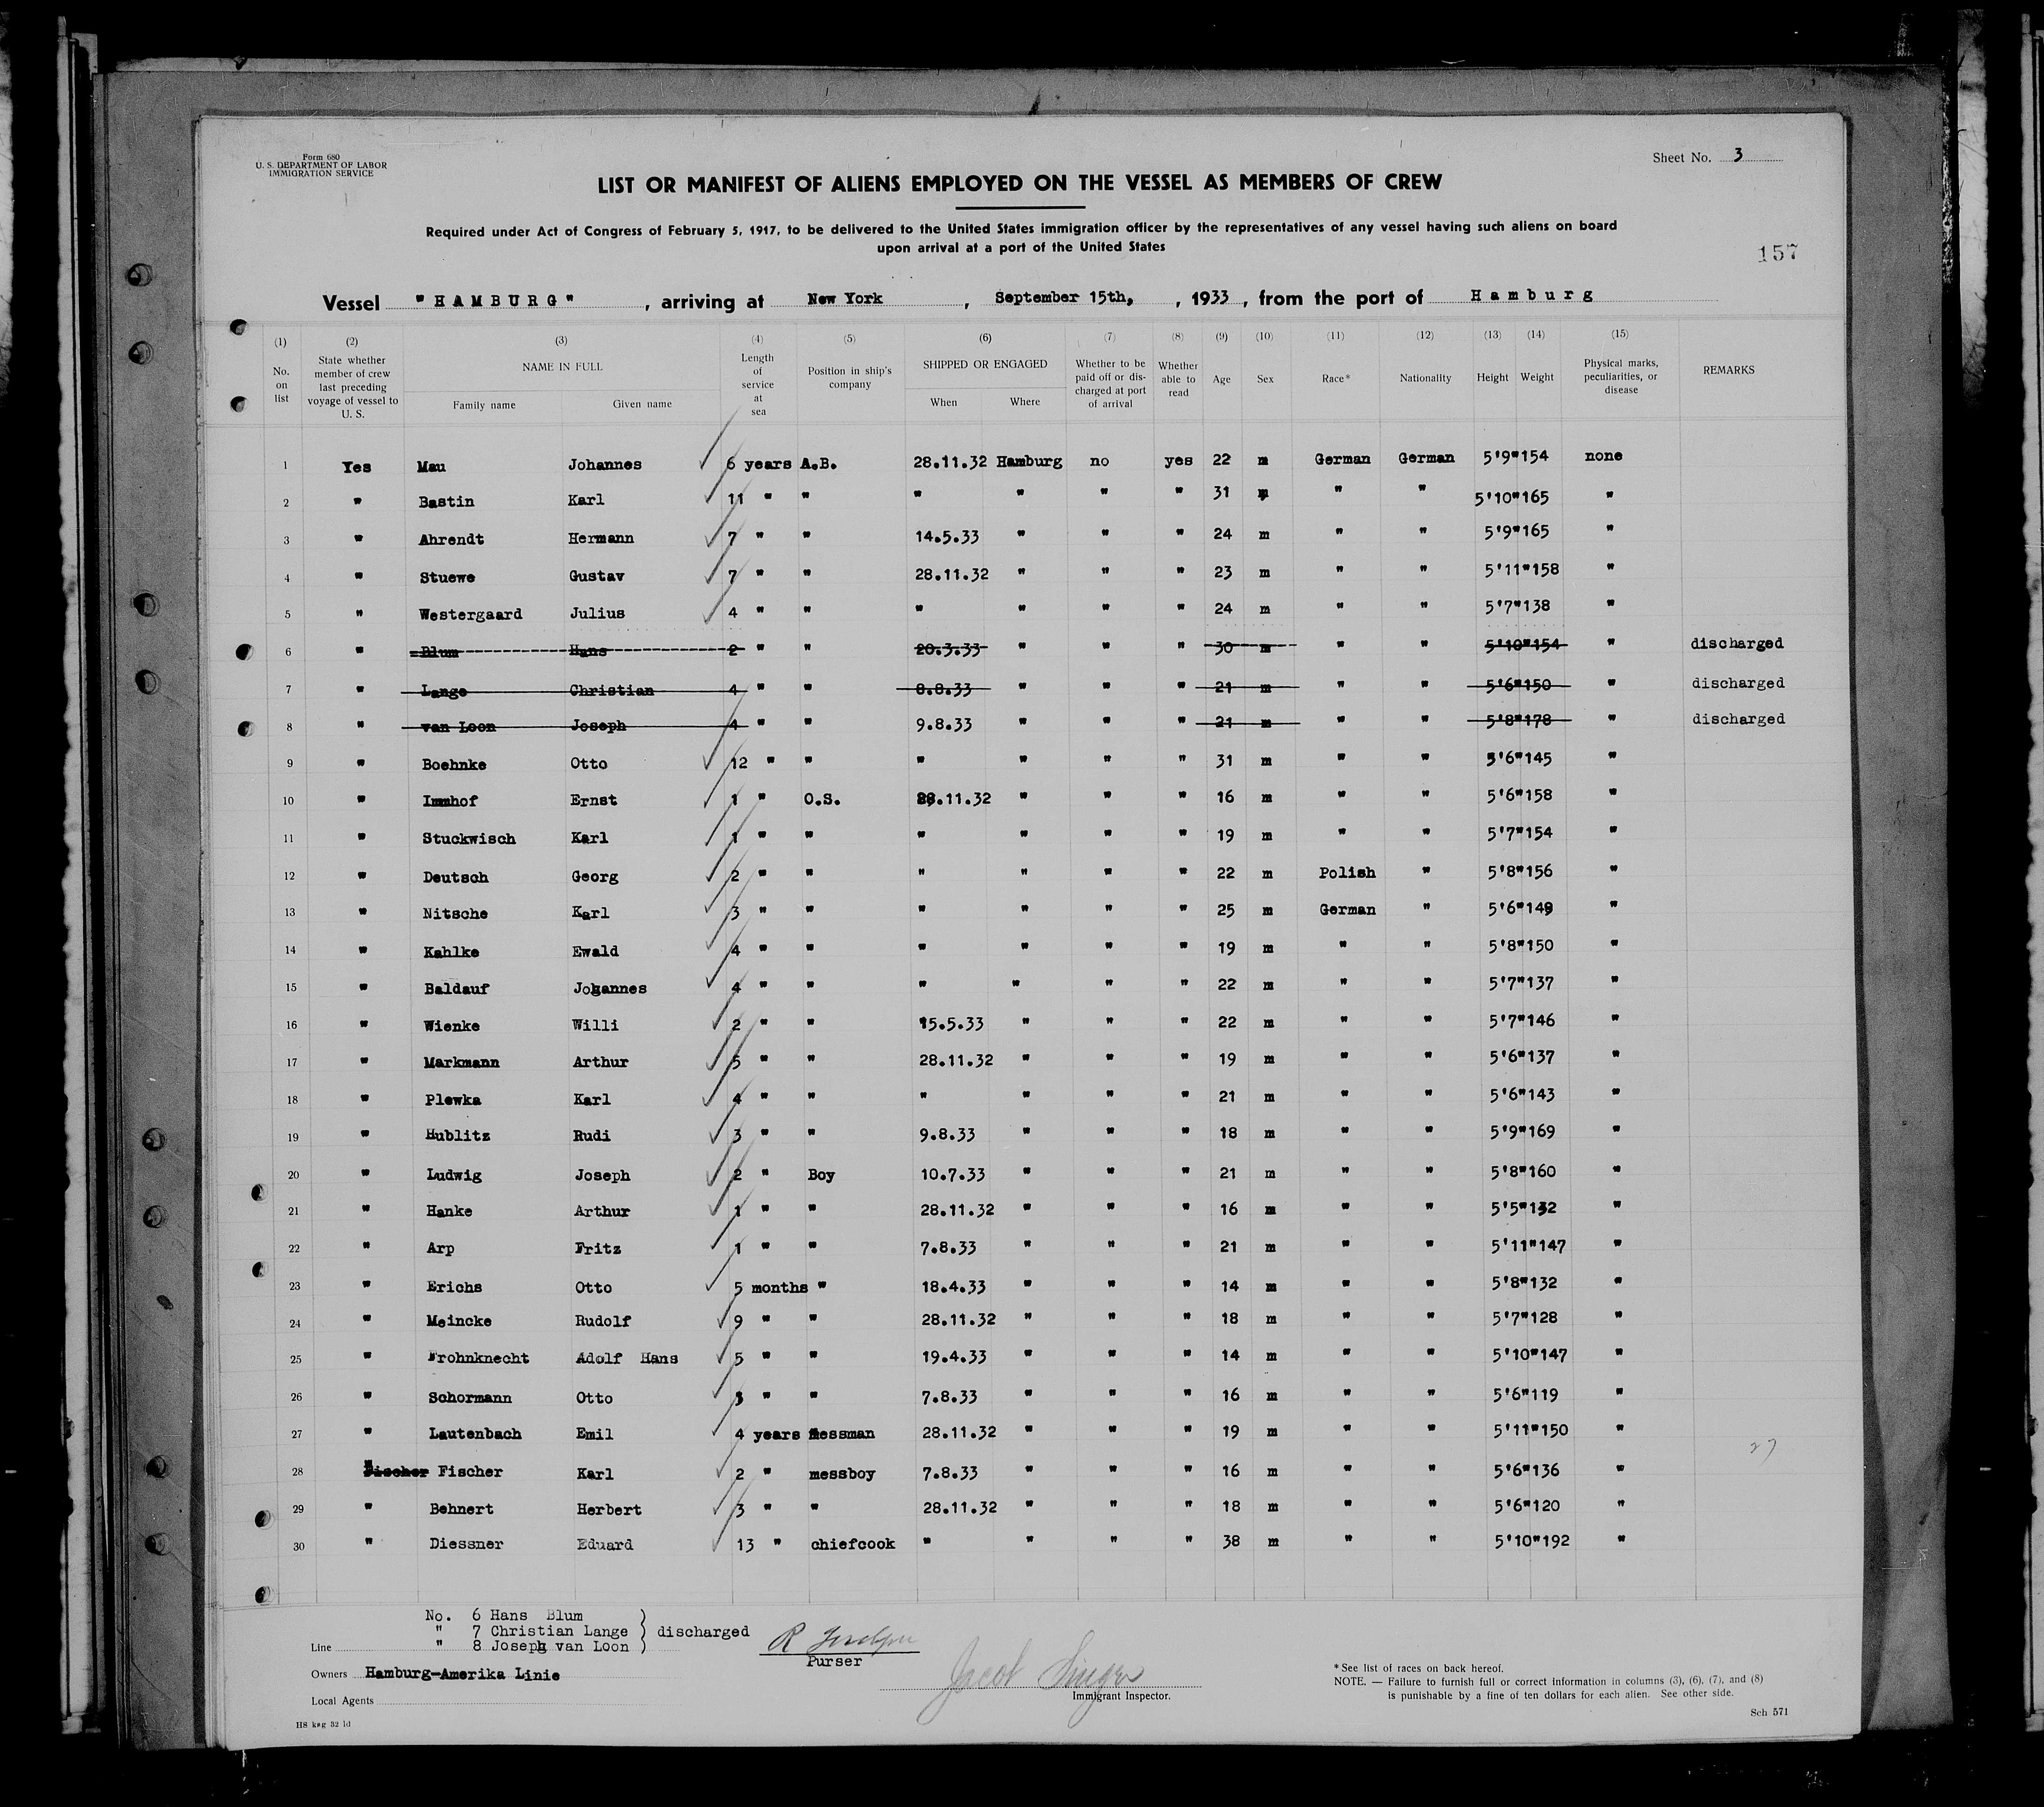 Form 680
U. S. DEPARTMENT OF LABOR
IMMIGRATION SERVICE
Sheet No. 3
LIST OR MANIFEST OF ALIENS EMPLOYED ON THE VESSEL AS MEMBERS OF CREW
Required under Act of Congress of February 5, 1917, to be delivered to the United States immigration officer by the representatives of any vessel having such aliens on board
upon arrival at a port of the United States
157
Vessel "HAMBURG", arriving at New York, September 15th, , 1933, from the port of Hamburg
(1) (2) (3) (4) (5) (6) (7) (8) (9) (10) (11) (12) (13) (14) (15)
No. on list | State whether member of crew last preceding voyage of vessel to U. S. | NAME IN FULL | Length of service at sea | Position in ship's company | SHIPPED OR ENGAGED | Whether to be paid off or discharged at port of arrival | Whether able to read | Age | Sex | Race* | Nationality | Height | Weight | Physical marks, peculiarities, or disease | REMARKS
Family name | Given name | When | Where
1 Yes Mau Johannes 6 years A.B. 28.11.32 Hamburg no yes 22 m German German 5'9" 154 none
2 " Bastin Karl 11 " " " " " " 31 m " " 5'10" 165 "
3 " Ahrendt Hermann 7 " " 14.5.33 " " " 24 m " " 5'9" 165 "
4 " Stuewe Gustav 7 " " 28.11.32 " " " 23 m " " 5'11" 158 "
5 " Westergaard Julius 4 " " " " " " 24 m " " 5'7" 138 "
6 " Blum Hans 2 " " 20.3.33 " " " 30 m " " 5'10" 154 " discharged
7 " Lange Christian 4 " " 8.8.33 " " " 21 m " " 5'6" 150 " discharged
8 " van Loon Joseph 4 " " 9.8.33 " " " 21 m " " 5'8" 178 " discharged
9 " Boehnke Otto 12 " " " " " " 31 m " " 5'6" 145 "
10 " Immhof Ernst 1 " O.S. 28.11.32 " " " 16 m " " 5'6" 158 "
11 " Stuckwisch Karl 1 " " " " " " 19 m " " 5'7" 154 "
12 " Deutsch Georg 2 " " " " " " 22 m Polish " 5'8" 156 "
13 " Nitsche Karl 3 " " " " " " 25 m German " 5'6" 149 "
14 " Kahlke Ewald 4 " " " " " " 19 m " " 5'8" 150 "
15 " Baldauf Johannes 4 " " " " " " 22 m " " 5'7" 137 "
16 " Wienke Willi 2 " " 15.5.33 " " " 22 m " " 5'7" 146 "
17 " Markmann Arthur 5 " " 28.11.32 " " " 19 m " " 5'6" 137 "
18 " Plewka Karl 4 " " " " " " 21 m " " 5'6" 143 "
19 " Hublitz Rudi 3 " " 9.8.33 " " " 18 m " " 5'9" 169 "
20 " Ludwig Joseph 2 " Boy 10.7.33 " " " 21 m " " 5'8" 160 "
21 " Hanke Arthur 1 " " 28.11.32 " " " 16 m " " 5'5" 132 "
22 " Arp Fritz 1 " " 7.8.33 " " " 21 m " " 5'11" 147 "
23 " Erichs Otto 5 months " 18.4.33 " " " 14 m " " 5'8" 132 "
24 " Meincke Rudolf 9 " " 28.11.32 " " " 18 m " " 5'7" 128 "
25 " Frohnknecht Adolf Hans 5 " " 19.4.33 " " " 14 m " " 5'10" 147 "
26 " Schormann Otto " " 7.8.33 " " " 16 m " " 5'6" 119 "
27 " Lautenbach Emil 4 years messman 28.11.32 " " " 19 m " " 5'11" 150 "
27
28 " Fischer Fischer Karl 2 " messboy 7.8.33 " " " 16 m " " 5'6" 136 "
29 " Behnert Herbert 3 " " 28.11.32 " " " 18 m " " 5'6" 120 "
30 " Diessner Eduard 13 " chiefcook " " " " 38 m " " 5'10" 192 "
No. 6 Hans Blum )
" 7 Christian Lange ) discharged
Line " 8 Joseph van Loon )
R
Purser
Owners Hamburg-Amerika Linie
Jacob Singer
Immigrant Inspector.
Local Agents
*See list of races on back hereof.
NOTE. — Failure to furnish full or correct information in columns (3), (6), (7), and (8)
is punishable by a fine of ten dollars for each alien. See other side.
H8 kag 32 1d
Sch 571